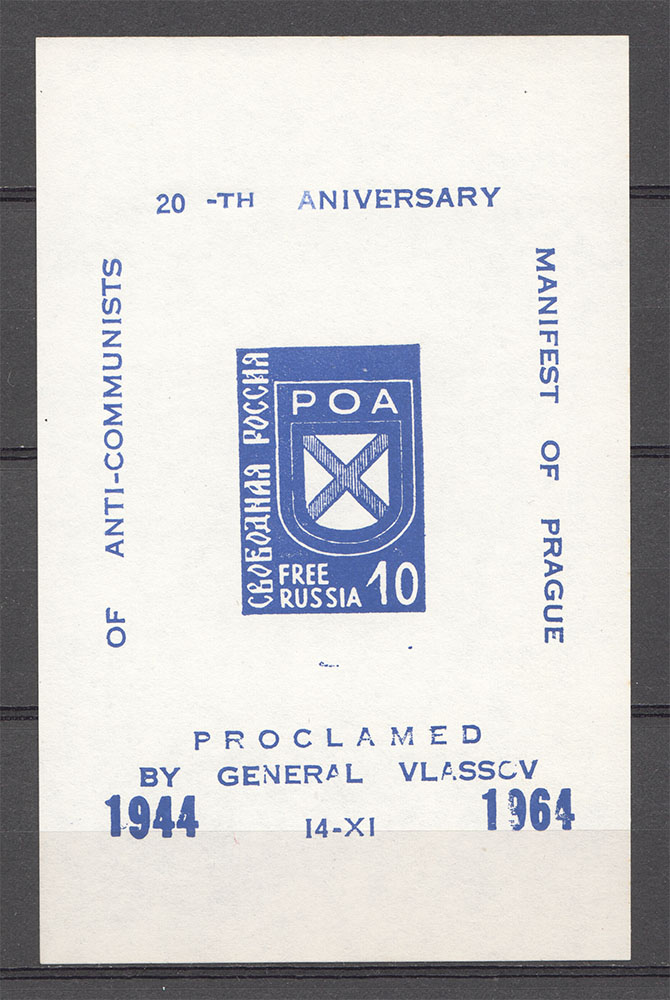 20 -TH ANIVERSARY
MANIFEST OF PRAGUE
OF ANTI-COMMUNISTS
СВОБОДНАЯ РОССИЯ
РОА
FREE
RUSSIA 10
PROCLAMED
BY GENERAL VLASSOV
1944 14-XI 1964